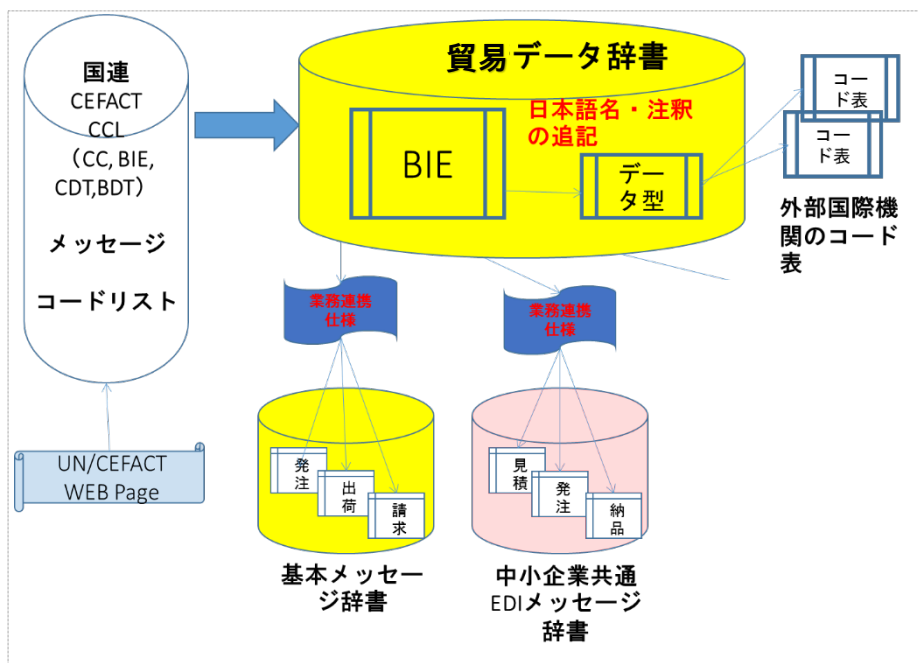 国連
CEFACT
CCL
（CC, BIE,
CDT,BDT）
メッセージ
コードリスト
UN/CEFACT
WEB Page
貿易データ辞書
日本語名・注釈
の追記
BIE
デー
タ型
コー
ド表
コー
ド表
外部国際機
関のコード
表
業務連携
仕様
業務連携
仕様
発
注
出
荷
請
求
基本メッセー
ジ辞書
見
積
発
注
納
品
中小企業共通
EDIメッセージ
辞書